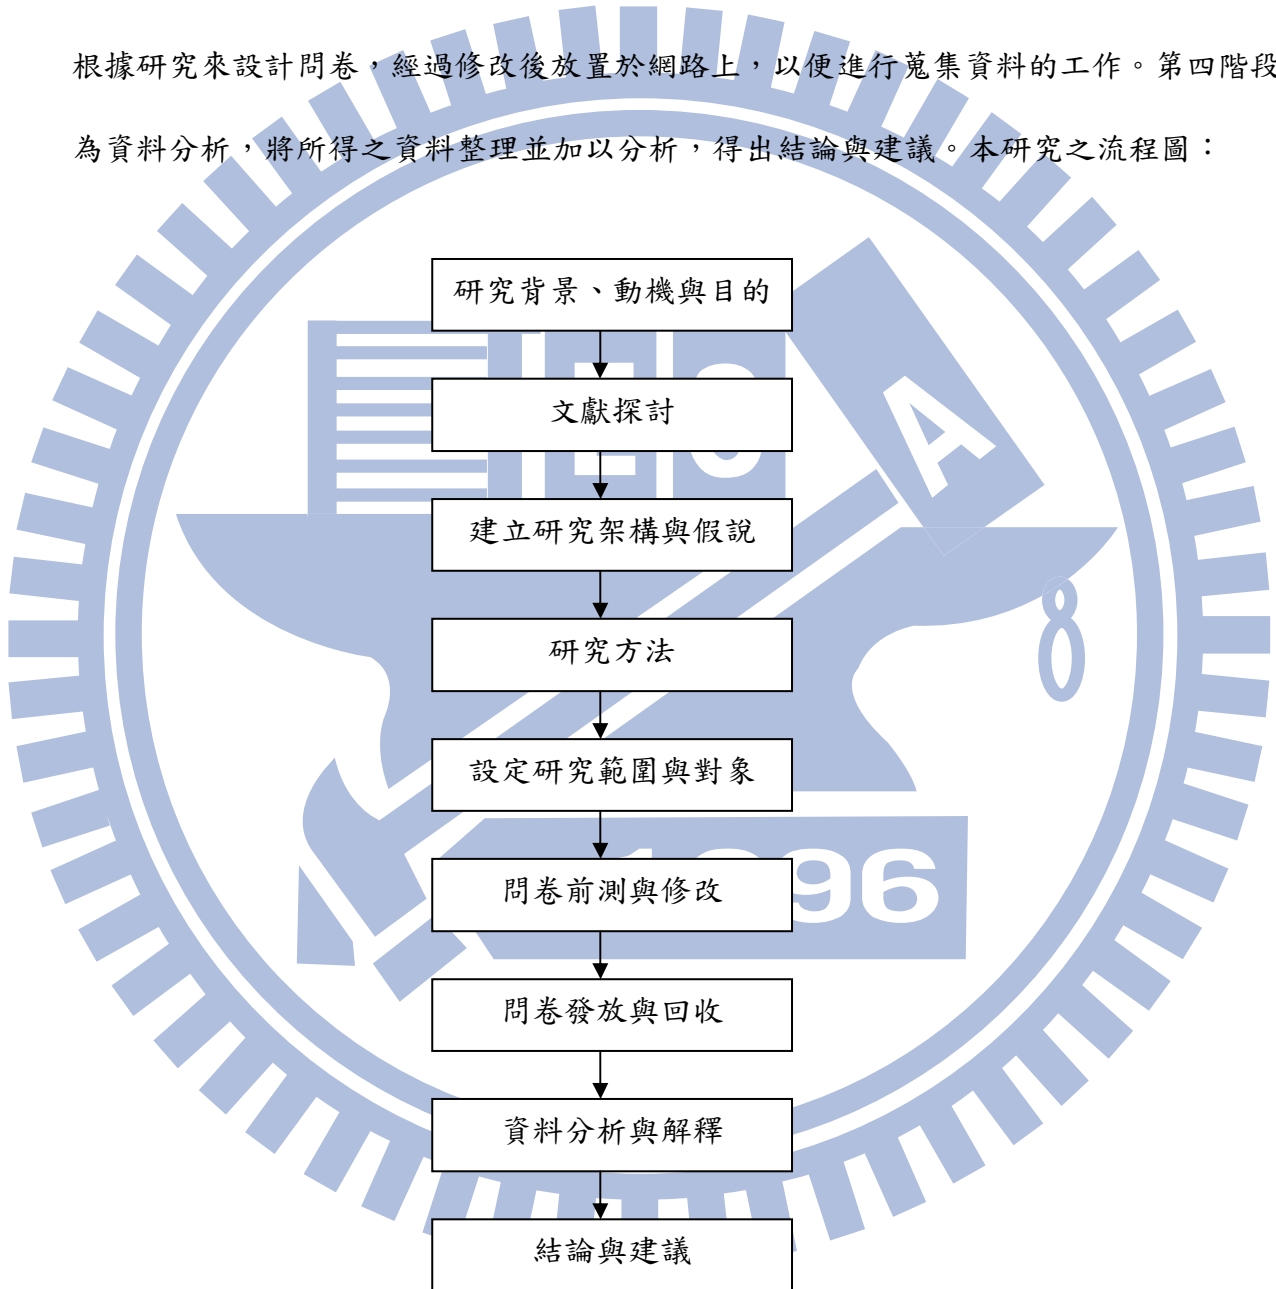 根據研究來設計問卷，經過修改後放置於網路上，以便進行蒐集資料的工作。第四階段
為資料分析，將所得之資料整理並加以分析，得出結論與建議。本研究之流程圖：
研究背景、動機與目的
文獻探討
建立研究架構與假說
研究方法
設定研究範圍與對象
問卷前測與修改
問卷發放與回收
資料分析與解釋
結論與建議
A
8